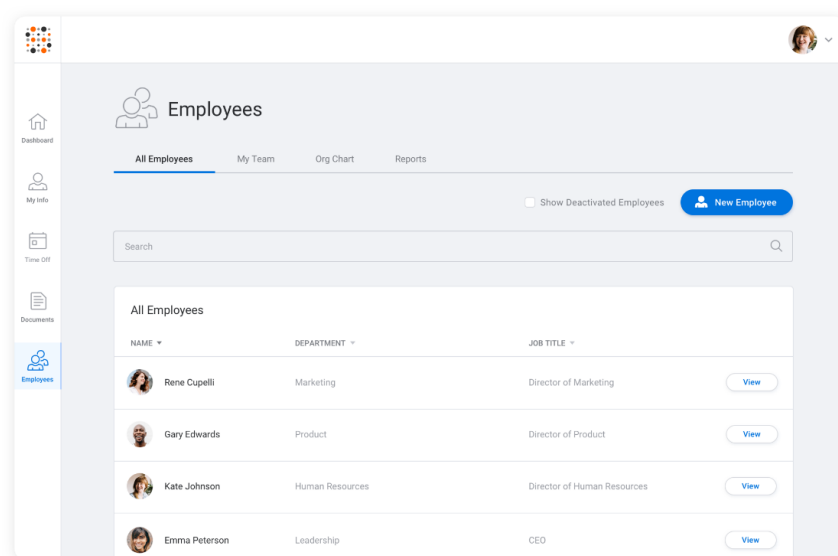 Employees
Dashboard
My Info
Time Off
Documents
Employees
All Employees My Team Org Chart Reports
Show Deactivated Employees New Employee
Search
All Employees
NAME DEPARTMENT JOB TITLE
Rene Cupelli Marketing Director of Marketing View
Gary Edwards Product Director of Product View
Kate Johnson Human Resources Director of Human Resources View
Emma Peterson Leadership CEO View